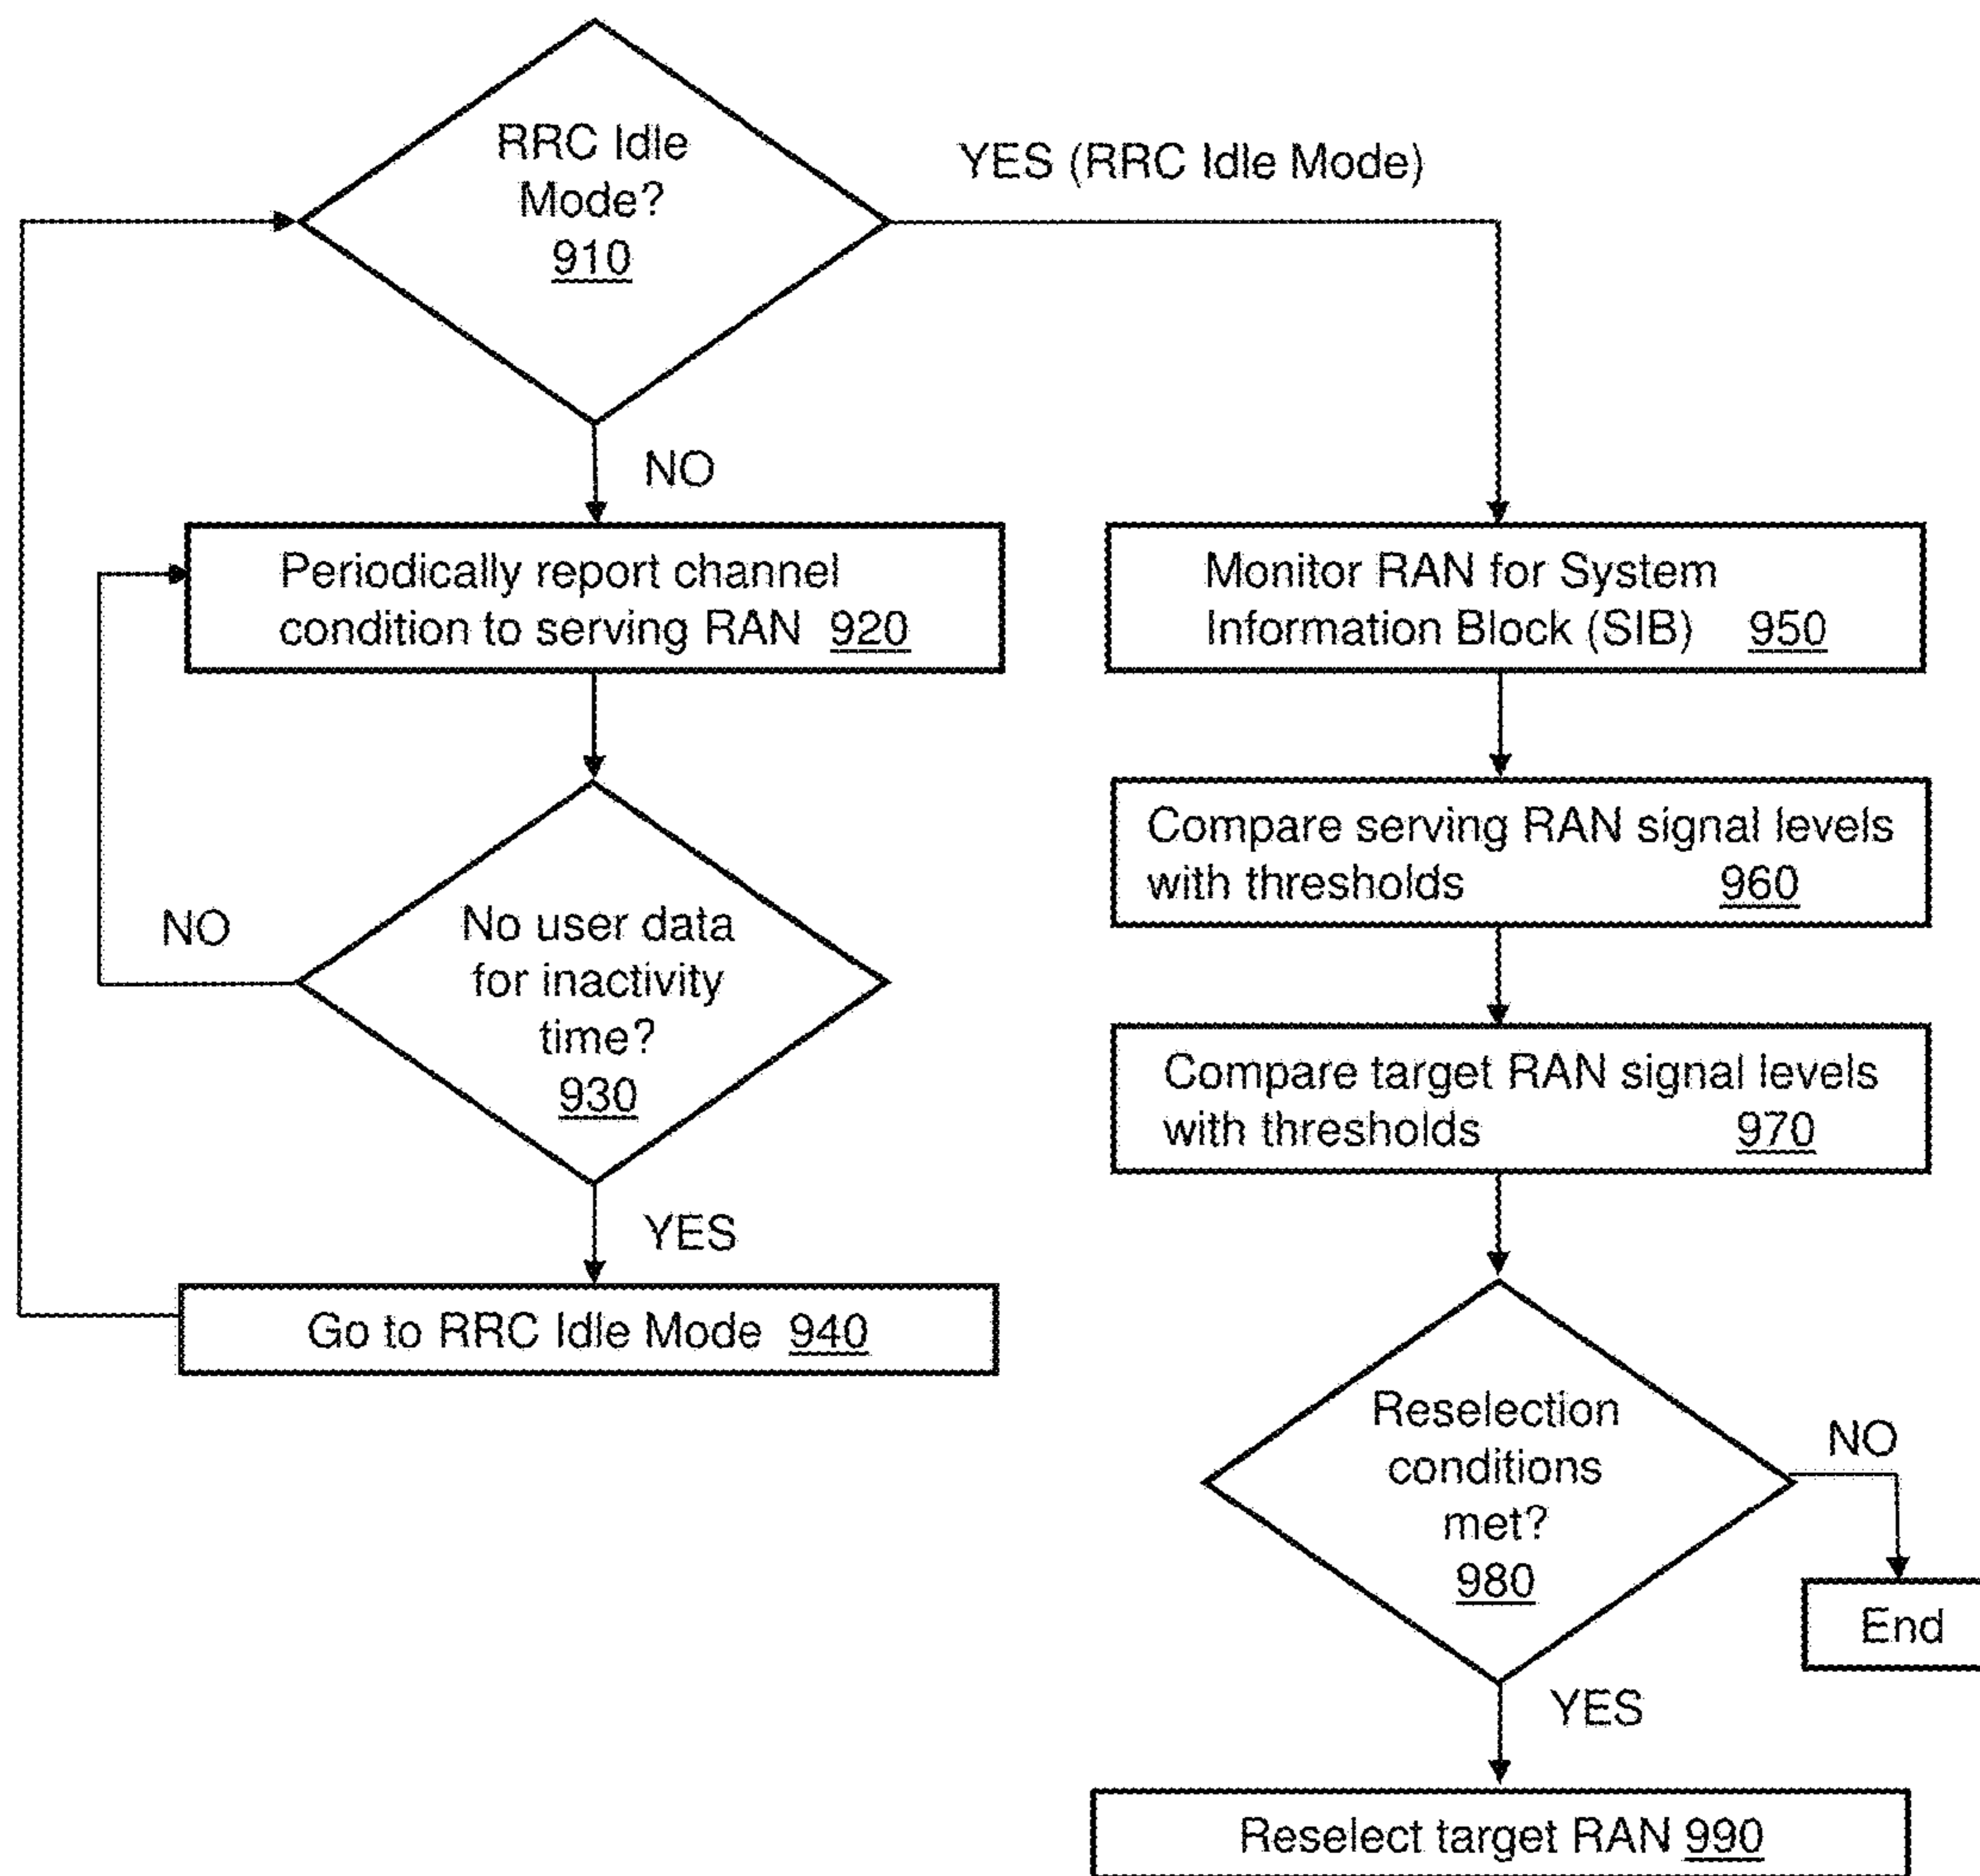 RRC Idle
Mode?
910
YES (RRC Idle Mode)
NO
Periodically report channel
condition to serving RAN 920
No user data
for inactivity
time?
930
NO
YES
Go to RRC Idle Mode 940
Monitor RAN for System
Information Block (SIB) 950
Compare serving RAN signal levels
with thresholds 960
Compare target RAN signal levels
with thresholds 970
Reselection
conditions
met?
980
NO
End
YES
Reselect target RAN 990